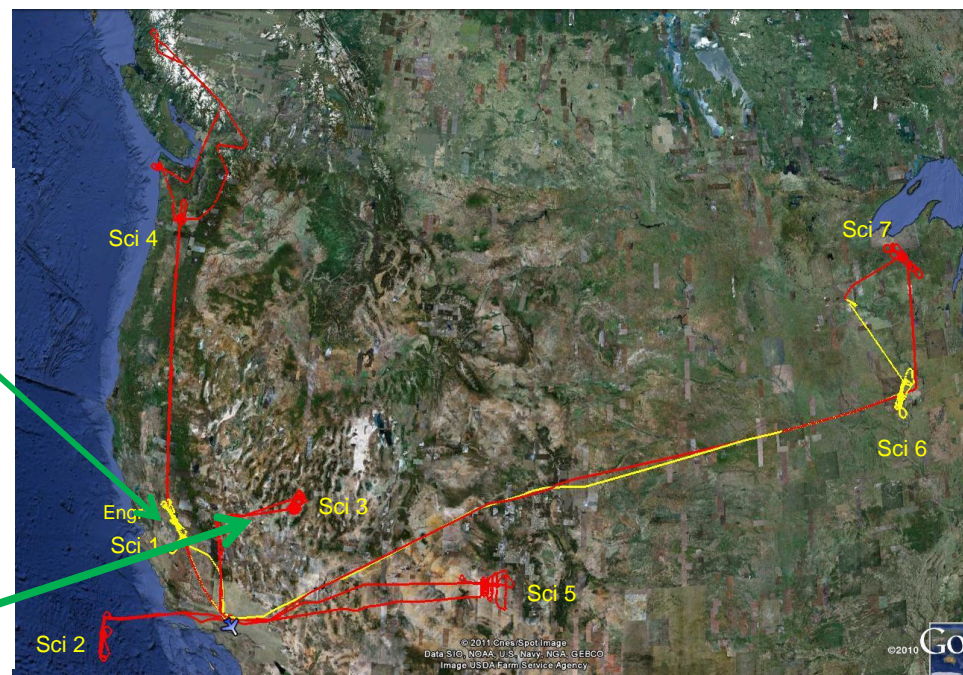 Sci 4
Sci 7
Sci 6
Eng.
Sci 1
Sci 3
Sci 5
Sci 2
© 2011 Cnes/Spot Image
Data SIO, NOAA, U.S. Navy, NGA, GEBCO
Image USDA Farm Service Agency
©2010 Go